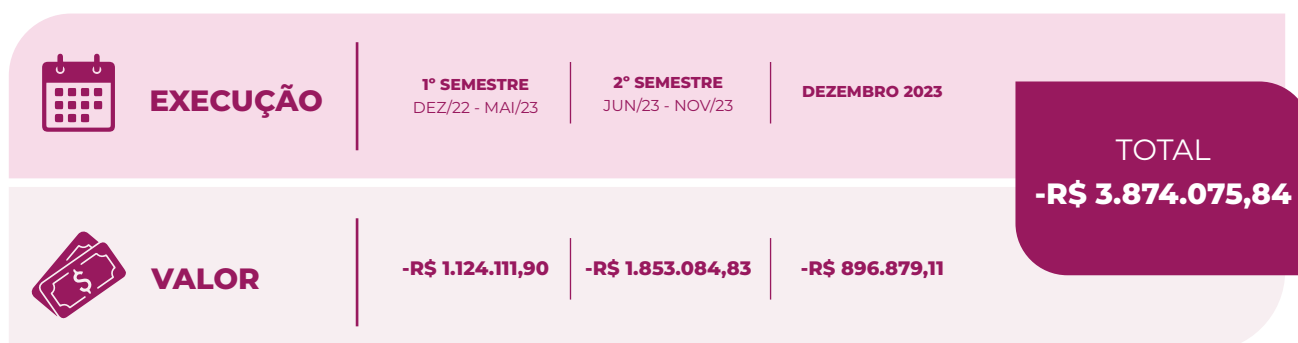 EXECUÇÃO
1º SEMESTRE
DEZ/22 - MAI/23
2º SEMESTRE
JUN/23 - NOV/23
DEZEMBRO 2023
TOTAL
-R$ 3.874.075,84
VALOR
-R$ 1.124.111,90
-R$ 1.853.084,83
-R$ 896.879,11